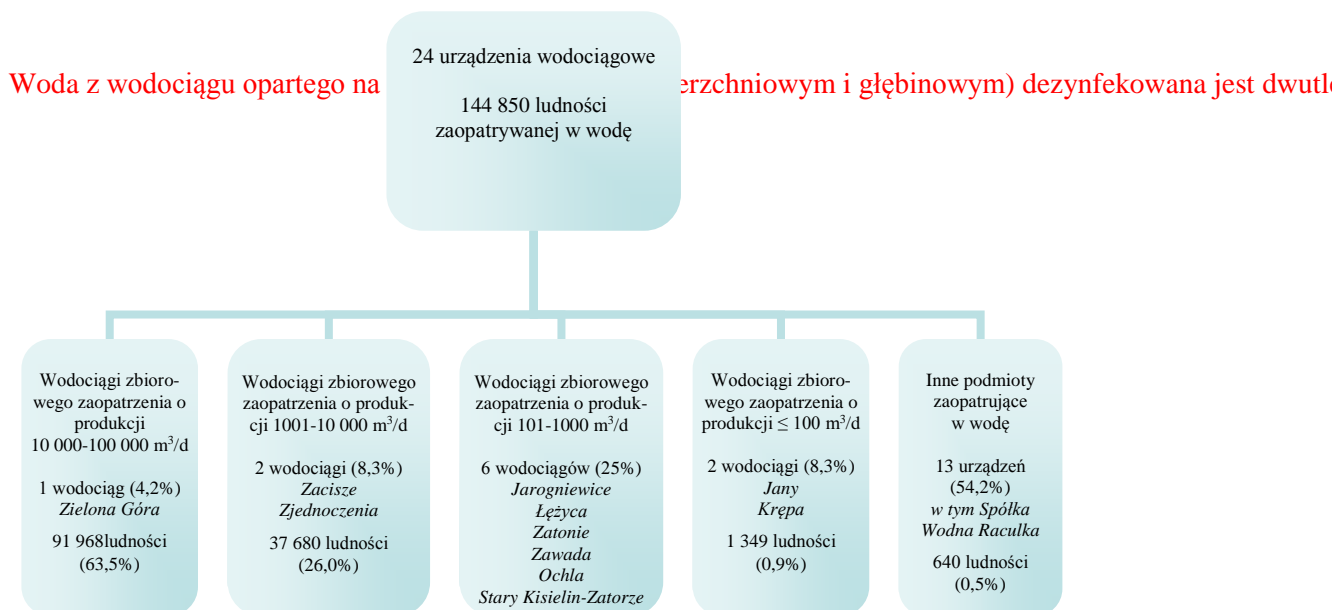 24 urządzenia wodociągowe
Woda z wodociągu opartego na erzchniowym i głębinowym) dezynfekowana jest dwutle
144 850 ludności
zaopatrywanej w wodę
Wodociągi zbioro-
wego zaopatrzenia o
produkcji
10 000-100 000 m³/d
1 wodociąg (4,2%)
Zielona Góra
91 968ludności
(63,5%)
Wodociągi zbiorowego
zaopatrzenia o produk-
cji 1001-10 000 m³/d
2 wodociągi (8,3%)
Zacisze
Zjednoczenia
37 680 ludności
(26,0%)
Wodociągi zbiorowego
zaopatrzenia o produk-
cji 101-1000 m³/d
6 wodociągów (25%)
Jarogniewice
Łężyca
Zatonie
Zawada
Ochla
Stary Kisielin-Zatorze
Wodociągi zbioro-
wego zaopatrzenia o
produkcji ≤ 100 m³/d
2 wodociągi (8,3%)
Jany
Krępa
1 349 ludności
(0,9%)
Inne podmioty
zaopatrujące
w wodę
13 urządzeń
(54,2%)
w tym Spółka
Wodna Raculka
640 ludności
(0,5%)